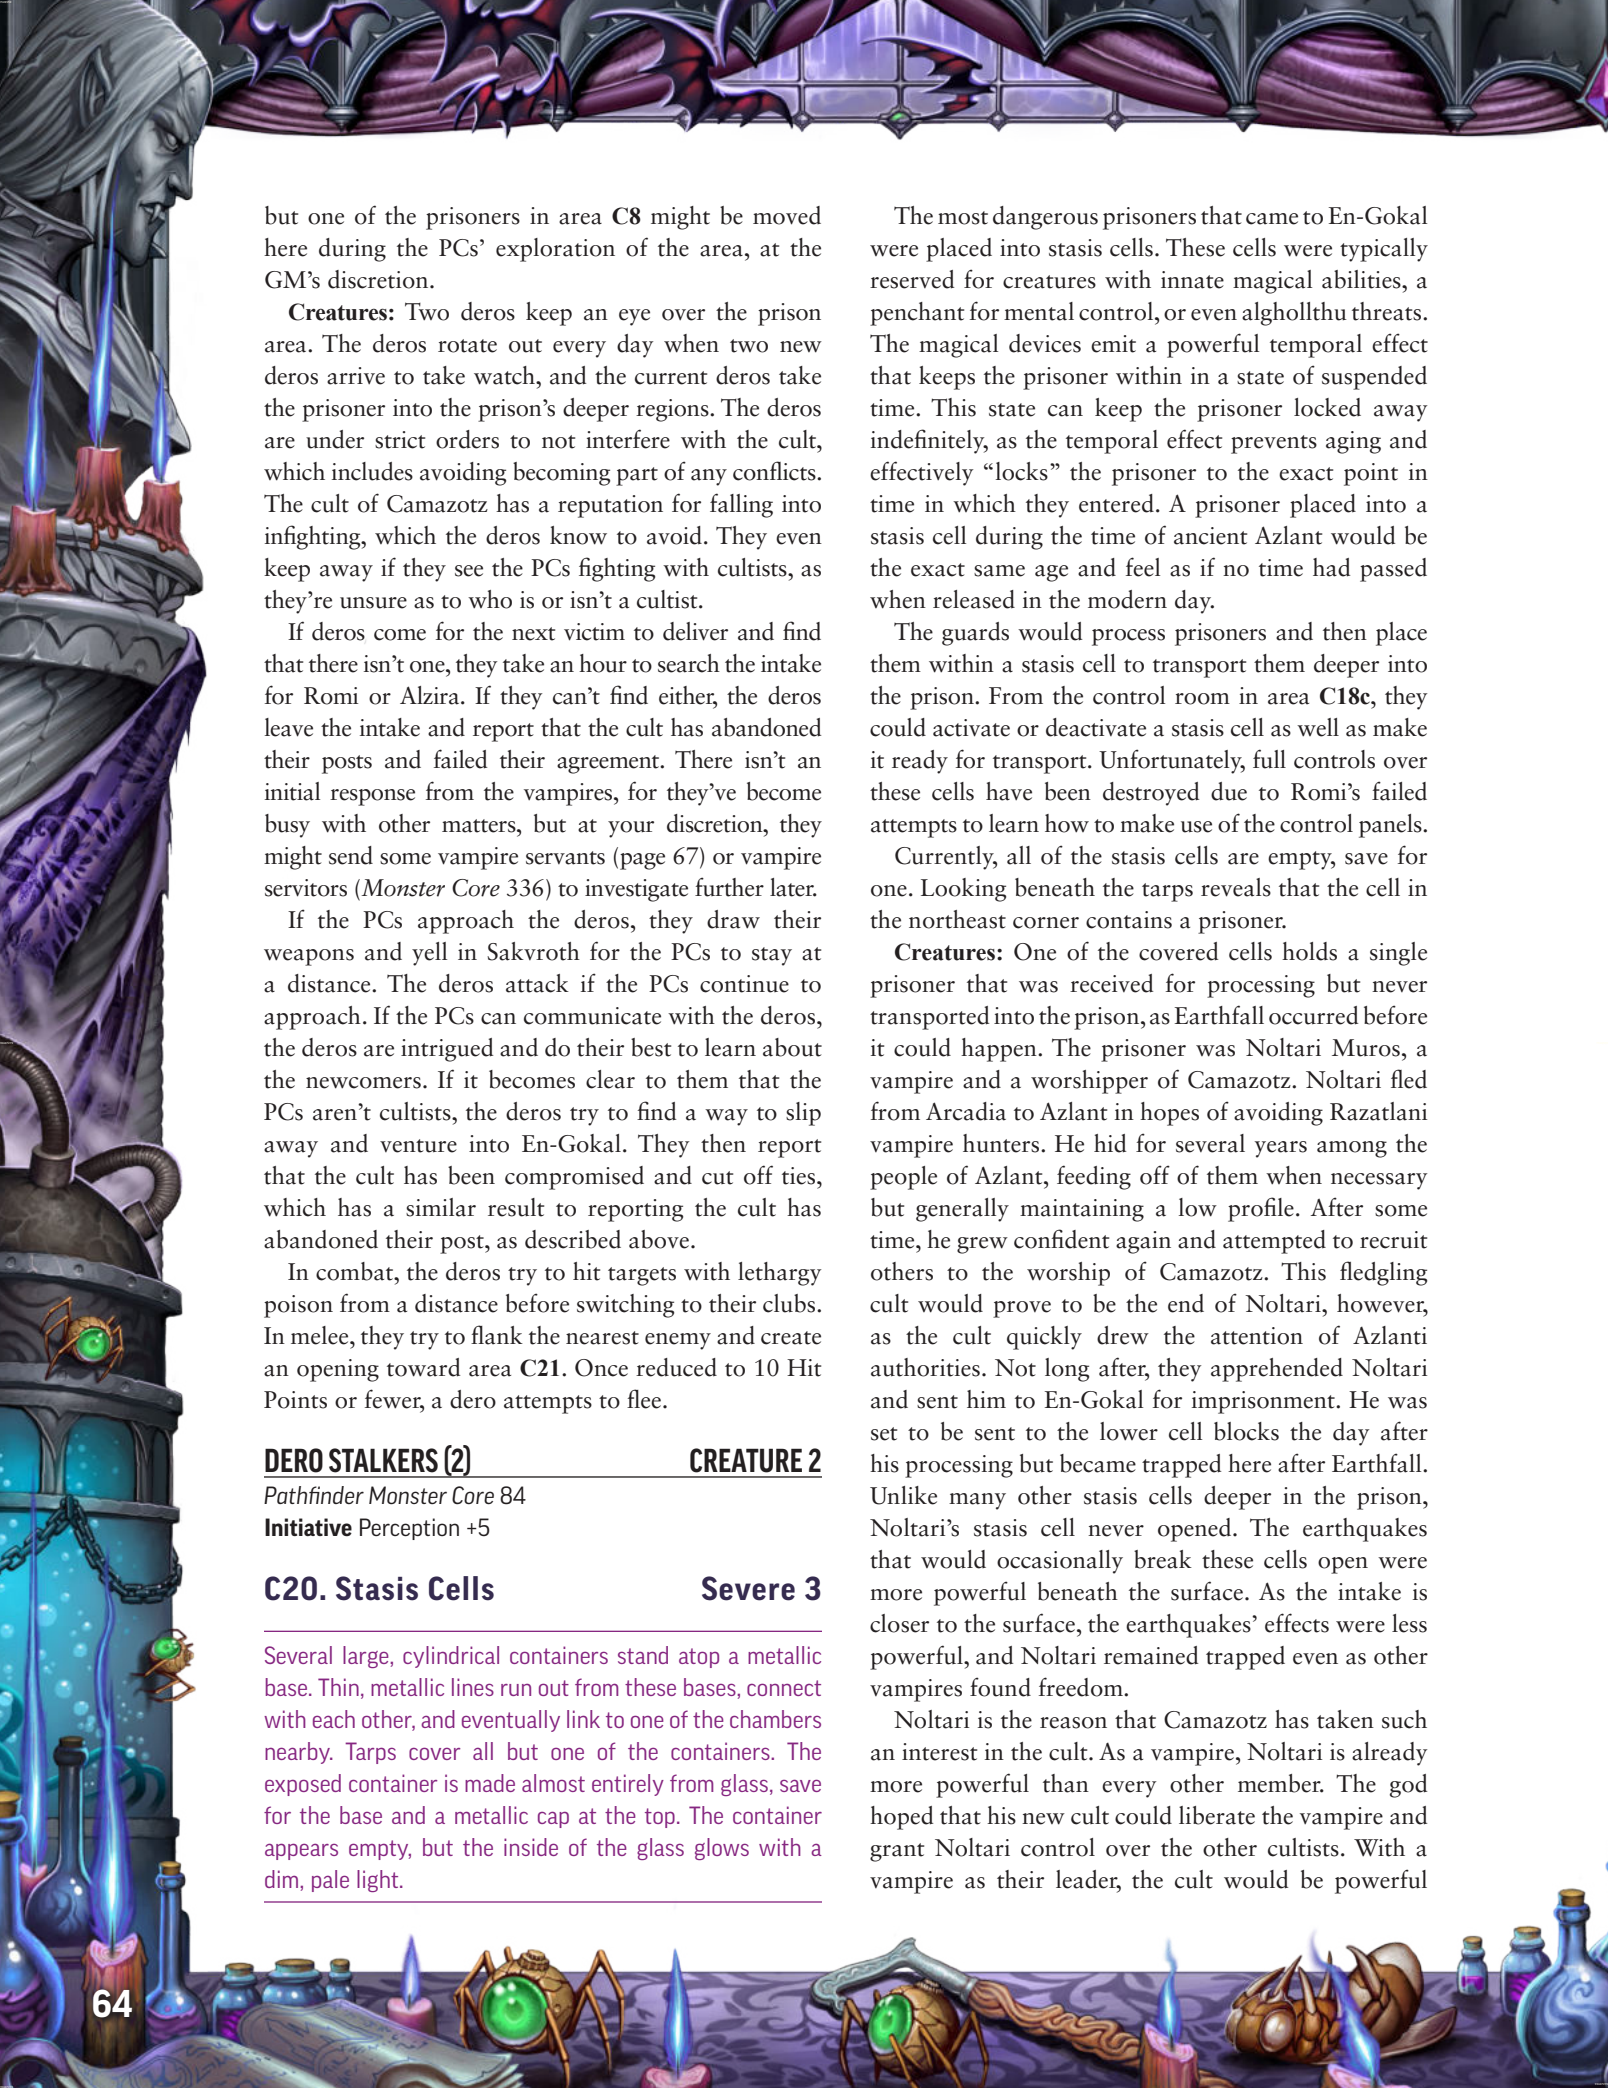 but one of the prisoners in area C8 might be moved
here during the PCs’ exploration of the area, at the
GM’s discretion.
Creatures: Two deros keep an eye over the prison
area. The deros rotate out every day when two new
deros arrive to take watch, and the current deros take
the prisoner into the prison’s deeper regions. The deros
are under strict orders to not interfere with the cult,
which includes avoiding becoming part of any conflicts.
The cult of Camazotz has a reputation for falling into
infighting, which the deros know to avoid. They even
keep away if they see the PCs fighting with cultists, as
they’re unsure as to who is or isn’t a cultist.
If deros come for the next victim to deliver and find
that there isn’t one, they take an hour to search the intake
for Romi or Alzira. If they can’t find either, the deros
leave the intake and report that the cult has abandoned
their posts and failed their agreement. There isn’t an
initial response from the vampires, for they’ve become
busy with other matters, but at your discretion, they
might send some vampire servants (page 67) or vampire
servitors (Monster Core 336) to investigate further later.
If the PCs approach the deros, they draw their
weapons and yell in Sakvroth for the PCs to stay at
a distance. The deros attack if the PCs continue to
approach. If the PCs can communicate with the deros,
the deros are intrigued and do their best to learn about
the newcomers. If it becomes clear to them that the
PCs aren’t cultists, the deros try to find a way to slip
away and venture into En-Gokal. They then report
that the cult has been compromised and cut off ties,
which has a similar result to reporting the cult has
abandoned their post, as described above.
In combat, the deros try to hit targets with lethargy
poison from a distance before switching to their clubs.
In melee, they try to flank the nearest enemy and create
an opening toward area C21. Once reduced to 10 Hit
Points or fewer, a dero attempts to flee.
DERO STALKERS (2) CREATURE 2
Pathfinder Monster Core 84
Initiative Perception +5
C20. Stasis Cells Severe 3
Several large, cylindrical containers stand atop a metallic
base. Thin, metallic lines run out from these bases, connect
with each other, and eventually link to one of the chambers
nearby. Tarps cover all but one of the containers. The
exposed container is made almost entirely from glass, save
for the base and a metallic cap at the top. The container
appears empty, but the inside of the glass glows with a
dim, pale light.
The most dangerous prisoners that came to En-Gokal
were placed into stasis cells. These cells were typically
reserved for creatures with innate magical abilities, a
penchant for mental control, or even alghollthu threats.
The magical devices emit a powerful temporal effect
that keeps the prisoner within in a state of suspended
time. This state can keep the prisoner locked away
indefinitely, as the temporal effect prevents aging and
effectively “locks” the prisoner to the exact point in
time in which they entered. A prisoner placed into a
stasis cell during the time of ancient Azlant would be
the exact same age and feel as if no time had passed
when released in the modern day.
The guards would process prisoners and then place
them within a stasis cell to transport them deeper into
the prison. From the control room in area C18c, they
could activate or deactivate a stasis cell as well as make
it ready for transport. Unfortunately, full controls over
these cells have been destroyed due to Romi’s failed
attempts to learn how to make use of the control panels.
Currently, all of the stasis cells are empty, save for
one. Looking beneath the tarps reveals that the cell in
the northeast corner contains a prisoner.
Creatures: One of the covered cells holds a single
prisoner that was received for processing but never
transported into the prison, as Earthfall occurred before
it could happen. The prisoner was Noltari Muros, a
vampire and a worshipper of Camazotz. Noltari fled
from Arcadia to Azlant in hopes of avoiding Razatlani
vampire hunters. He hid for several years among the
people of Azlant, feeding off of them when necessary
but generally maintaining a low profile. After some
time, he grew confident again and attempted to recruit
others to the worship of Camazotz. This fledgling
cult would prove to be the end of Noltari, however,
as the cult quickly drew the attention of Azlanti
authorities. Not long after, they apprehended Noltari
and sent him to En-Gokal for imprisonment. He was
set to be sent to the lower cell blocks the day after
his processing but became trapped here after Earthfall.
Unlike many other stasis cells deeper in the prison,
Noltari’s stasis cell never opened. The earthquakes
that would occasionally break these cells open were
more powerful beneath the surface. As the intake is
closer to the surface, the earthquakes’ effects were less
powerful, and Noltari remained trapped even as other
vampires found freedom.
Noltari is the reason that Camazotz has taken such
an interest in the cult. As a vampire, Noltari is already
more powerful than every other member. The god
hoped that his new cult could liberate the vampire and
grant Noltari control over the other cultists. With a
vampire as their leader, the cult would be powerful
64